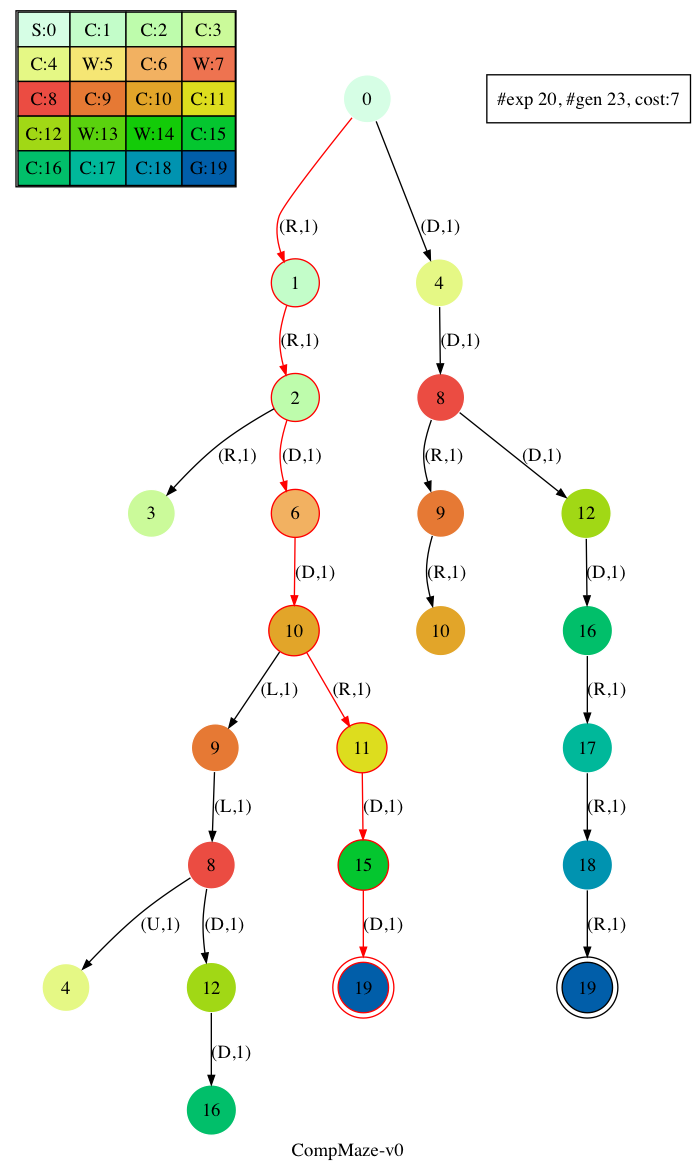 S:0 C:1 C:2 C:3
C:4 W:5 C:6 W:7
C:8 C:9 C:10 C:11
C:12 W:13 W:14 C:15
C:16 C:17 C:18 G:19
#exp 20, #gen 23, cost:7
0
(R,1) (D,1)
1 4
(R,1) (D,1)
2 8
(R,1) (D,1) (R,1) (D,1)
3 6 9 12
(D,1) (R,1) (D,1)
10 10 16
(L,1) (R,1) (R,1)
9 11 17
(L,1) (D,1) (R,1)
8 15 18
(U,1) (D,1) (D,1) (R,1)
4 12 19 19
(D,1)
16
CompMaze-v0